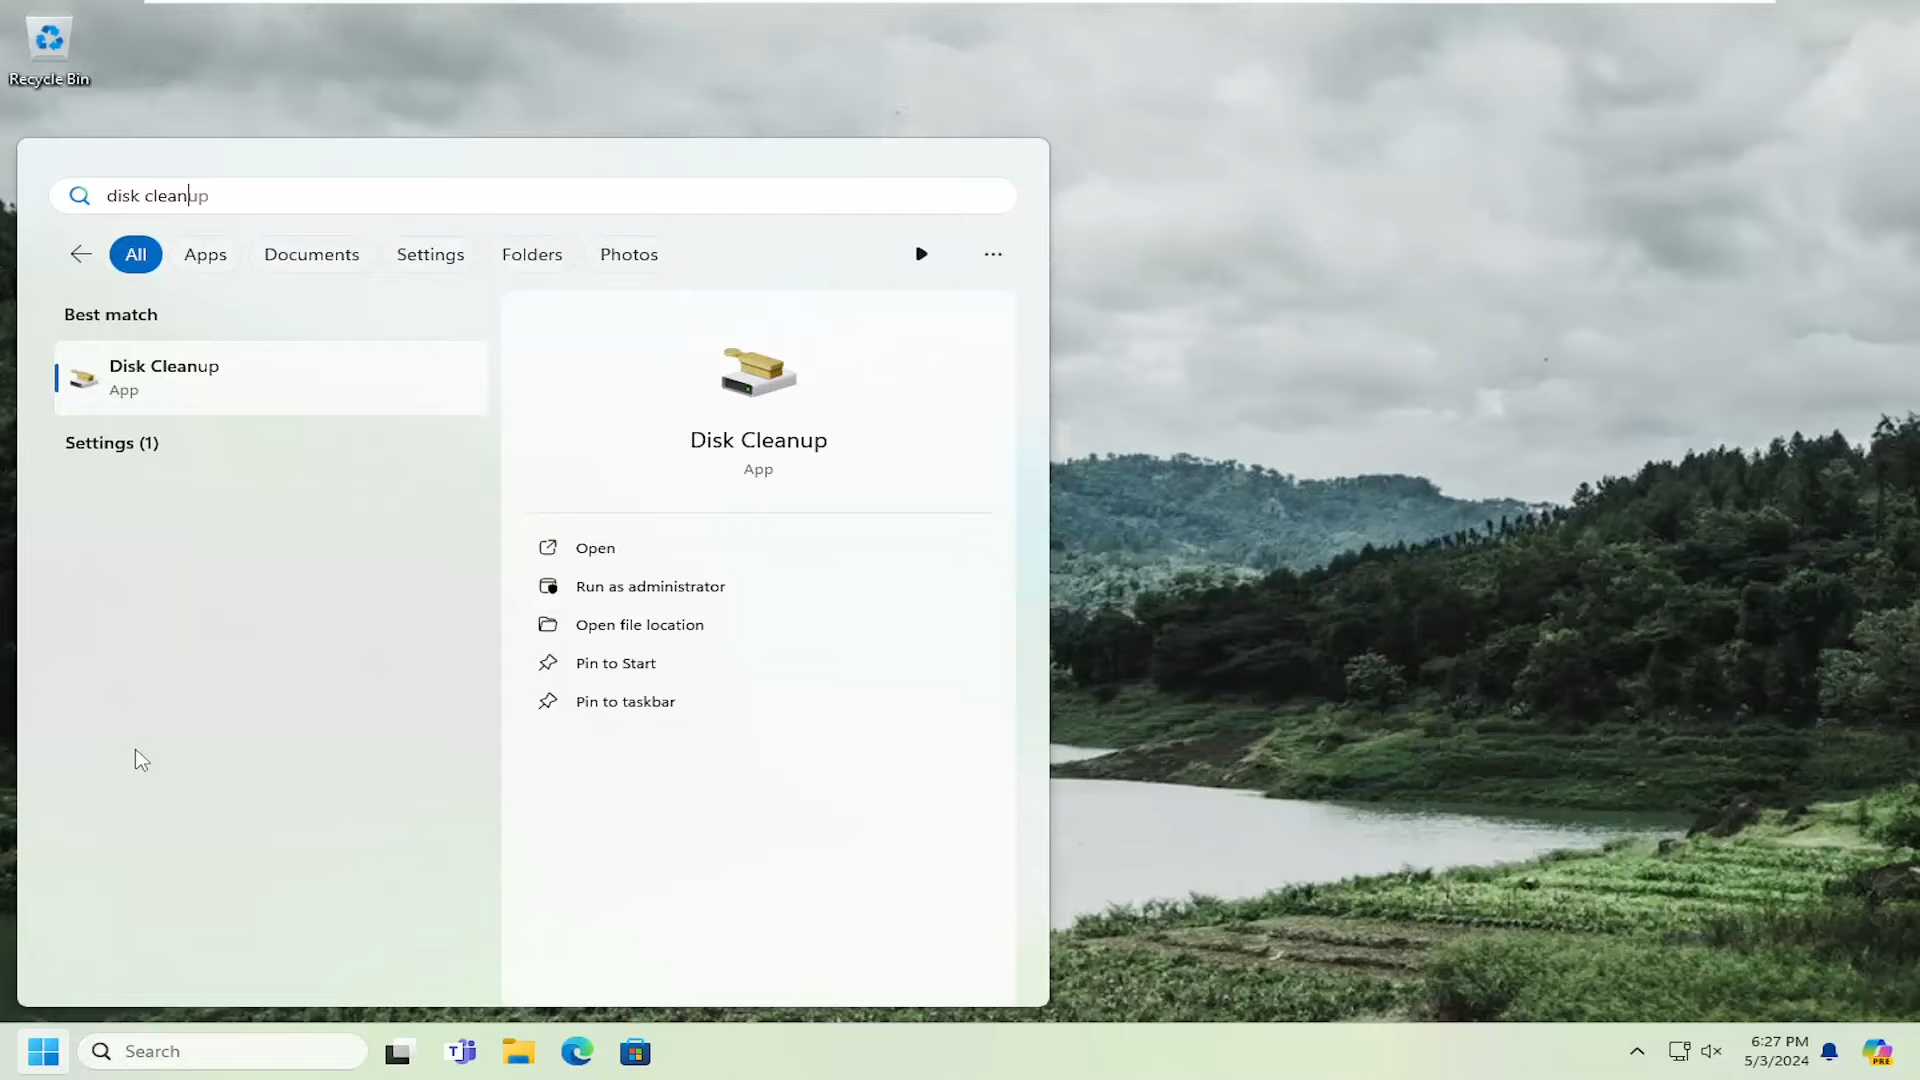 Recycle Bin
disk cleanup
All Apps Documents Settings Folders Photos
Best match
Disk Cleanup
App
Settings (1)
Disk Cleanup
App
Open
Run as administrator
Open file location
Pin to Start
Pin to taskbar
Search
6:27 PM
5/3/2024
PRE